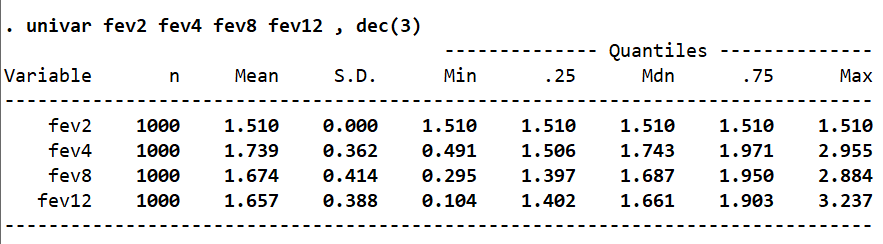 . univar fev2 fev4 fev8 fev12 , dec(3)
-------------- Quantiles --------------
Variable n Mean S.D. Min .25 Mdn .75 Max
-------------------------------------------------------------------------------
fev2 1000 1.510 0.000 1.510 1.510 1.510 1.510 1.510
fev4 1000 1.739 0.362 0.491 1.506 1.743 1.971 2.955
fev8 1000 1.674 0.414 0.295 1.397 1.687 1.950 2.884
fev12 1000 1.657 0.388 0.104 1.402 1.661 1.903 3.237
-------------------------------------------------------------------------------